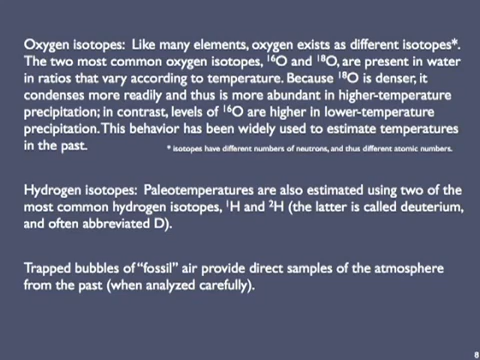 Oxygen isotopes: Like many elements, oxygen exists as different isotopes*.
The two most common oxygen isotopes, ¹⁶O and ¹⁸O, are present in water
in ratios that vary according to temperature. Because ¹⁸O is denser, it
condenses more readily and thus is more abundant in higher-temperature
precipitation; in contrast, levels of ¹⁶O are higher in lower-temperature
precipitation. This behavior has been widely used to estimate temperatures
in the past.
* isotopes have different numbers of neutrons, and thus different atomic numbers.
Hydrogen isotopes: Paleotemperatures are also estimated using two of the
most common hydrogen isotopes, ¹H and ²H (the latter is called deuterium,
and often abbreviated D).
Trapped bubbles of "fossil" air provide direct samples of the atmosphere
from the past (when analyzed carefully).
8